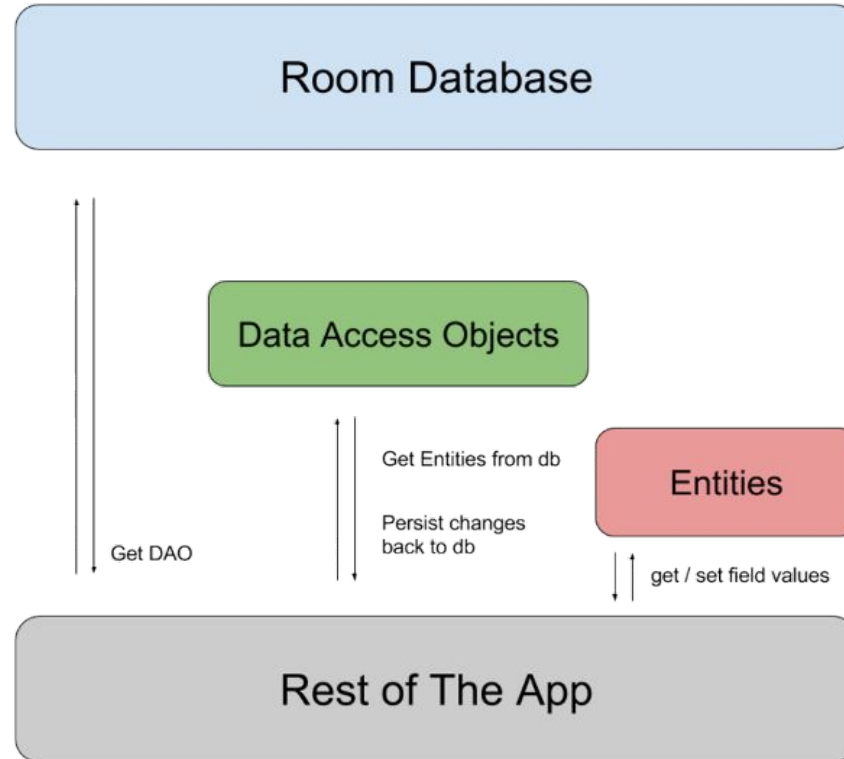 Room Database
Data Access Objects
Get Entities from db
Entities
Persist changes
back to db
Get DAO
get / set field values
Rest of The App